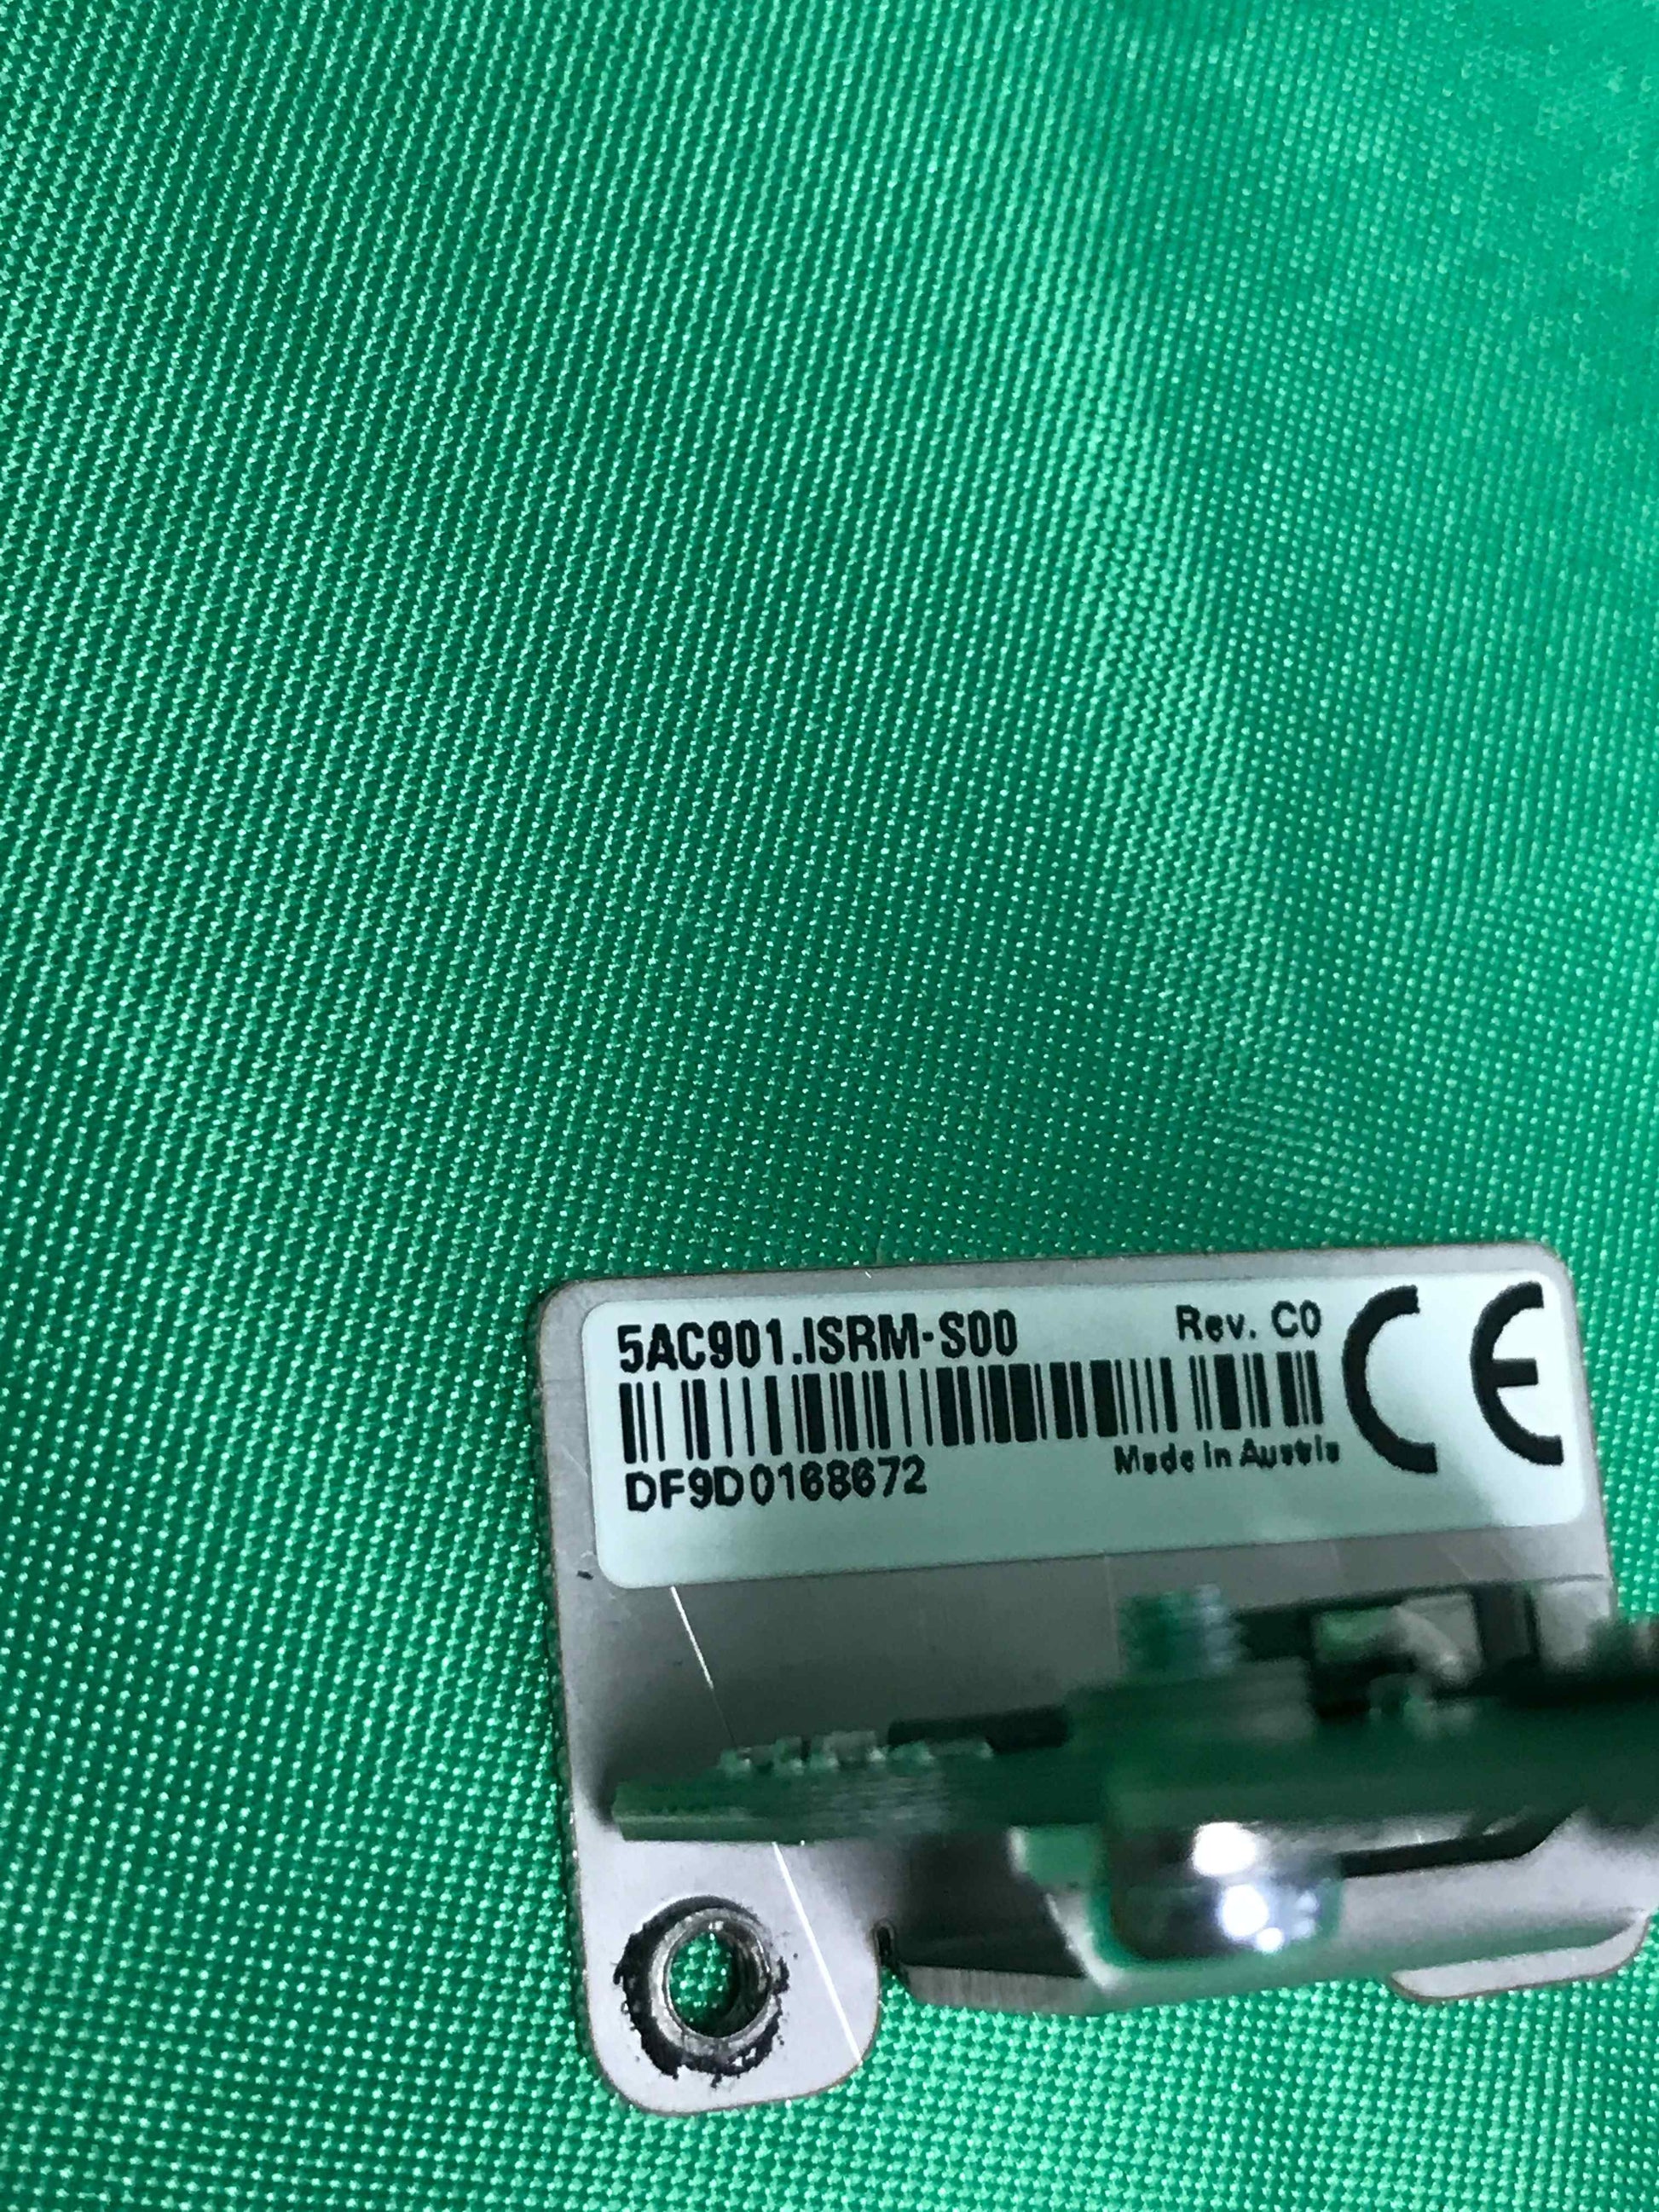 5AC901.ISRM-S00
Rev. C0
DF9D0168672
Made in Austria
CE